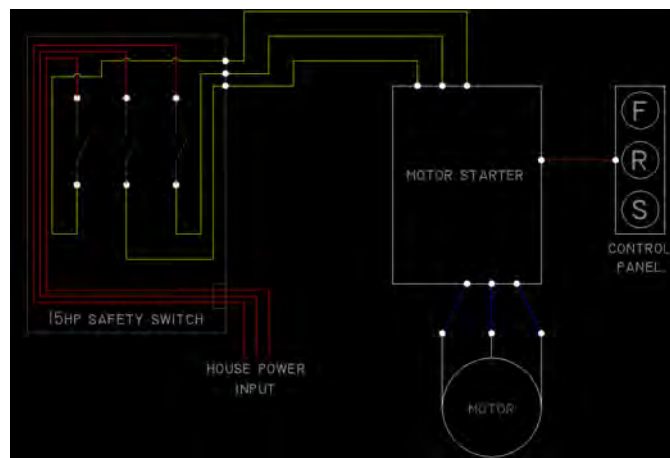 F
R
S
MOTOR STARTER
CONTROL
PANEL
15HP SAFETY SWITCH
HOUSE POWER
INPUT
MOTOR